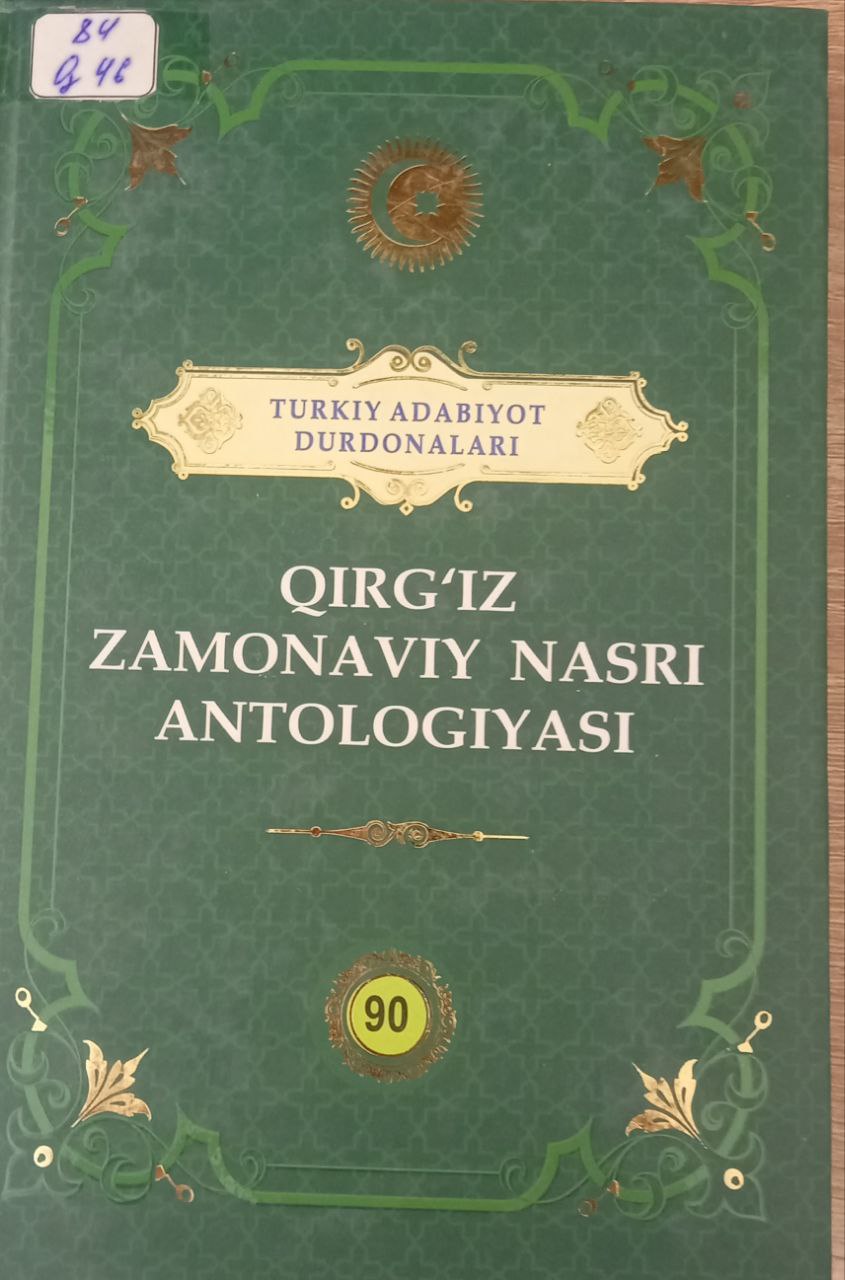 84
Q 46
TURKIY ADABIYOT
DURDONALARI
QIRG‘IZ
ZAMONAVIY NASRI
ANTOLOGIYASI
90